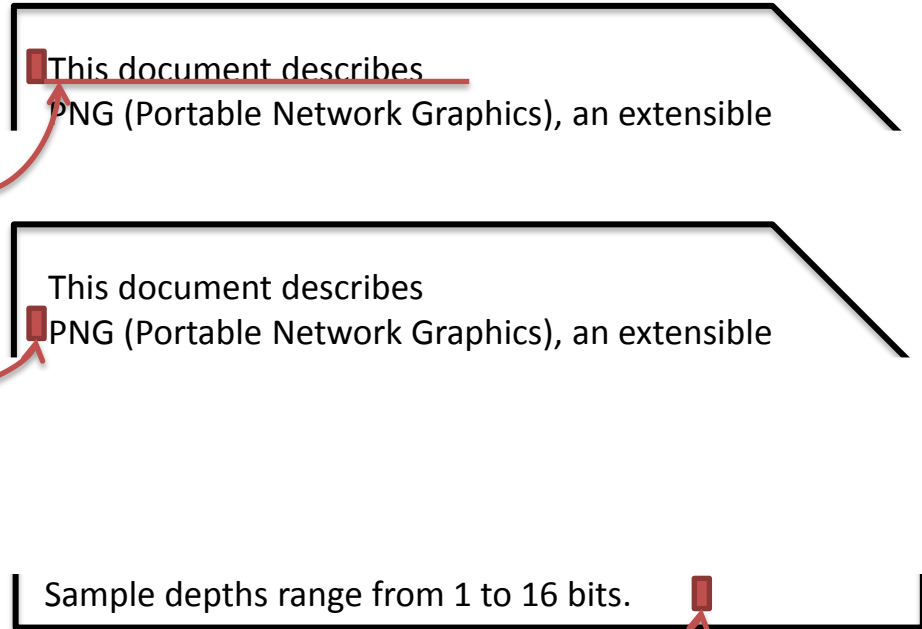 This document describes
PNG (Portable Network Graphics), an extensible
This document describes
PNG (Portable Network Graphics), an extensible
Sample depths range from 1 to 16 bits.